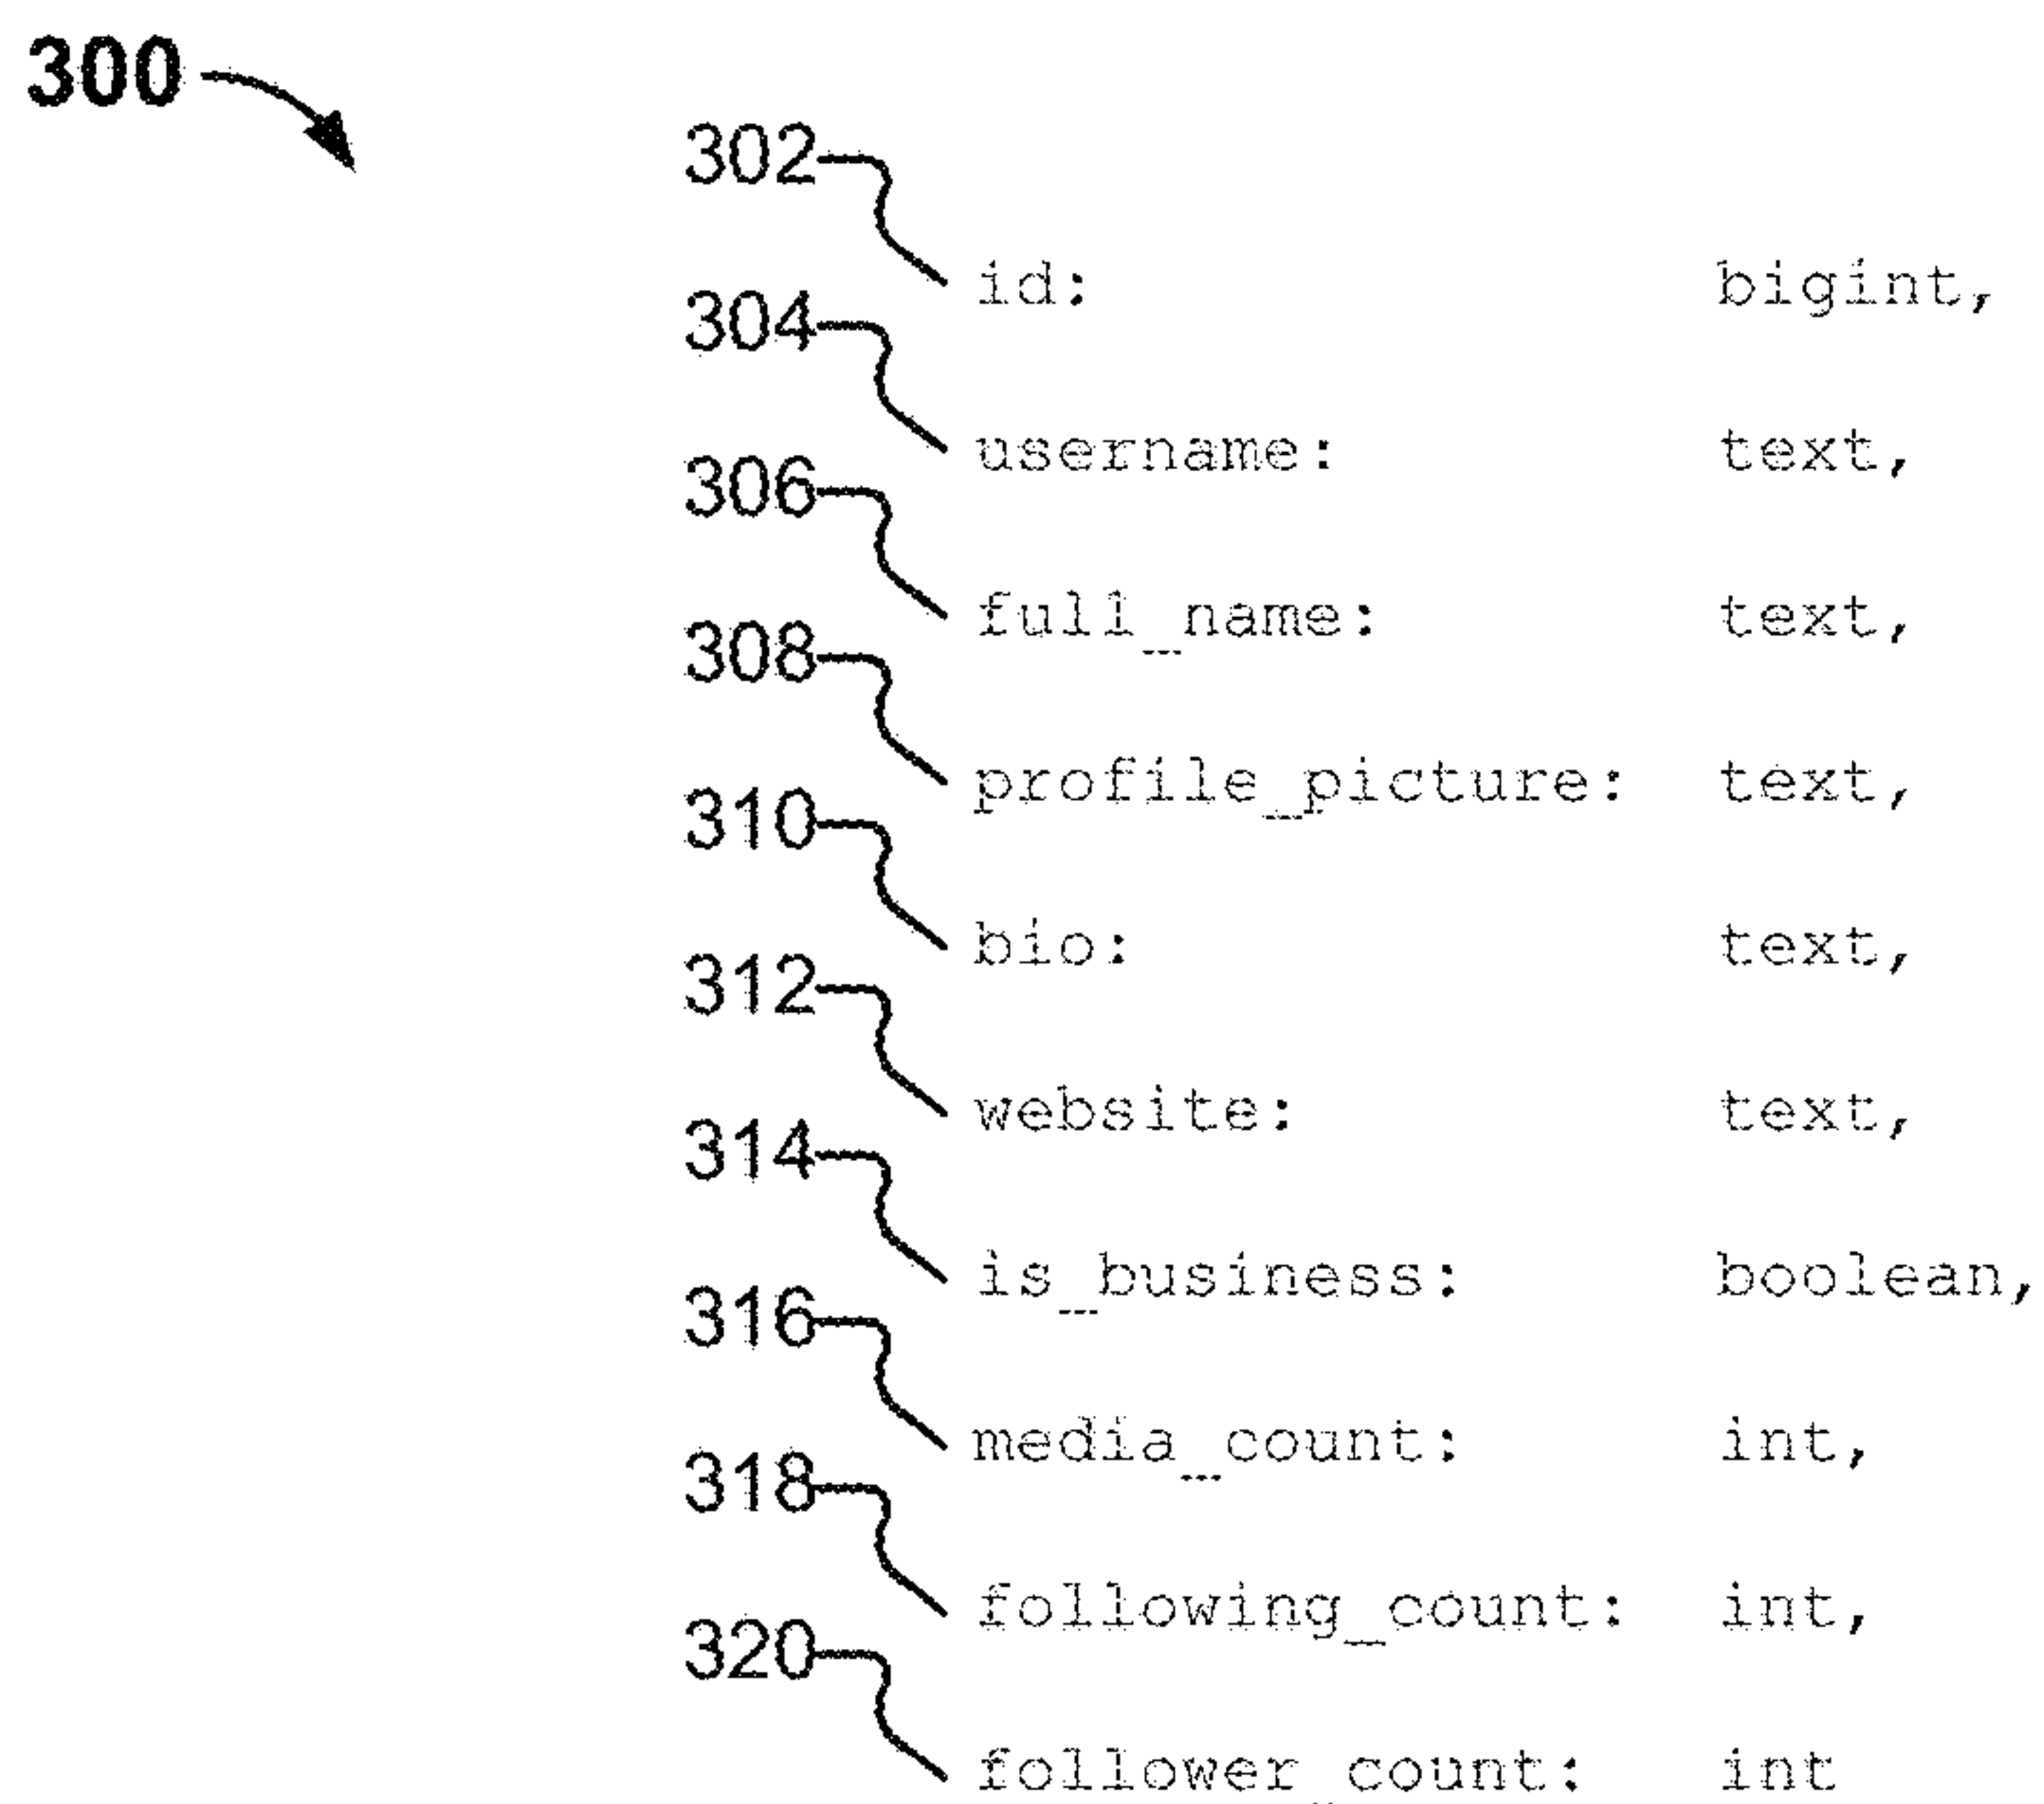 300
302
id: bigint,
304
username: text,
306
full_name: text,
308
profile_picture: text,
310
bio: text,
312
website: text,
314
is_business: boolean,
316
media_count: int,
318
following_count: int,
320
follower_count: int